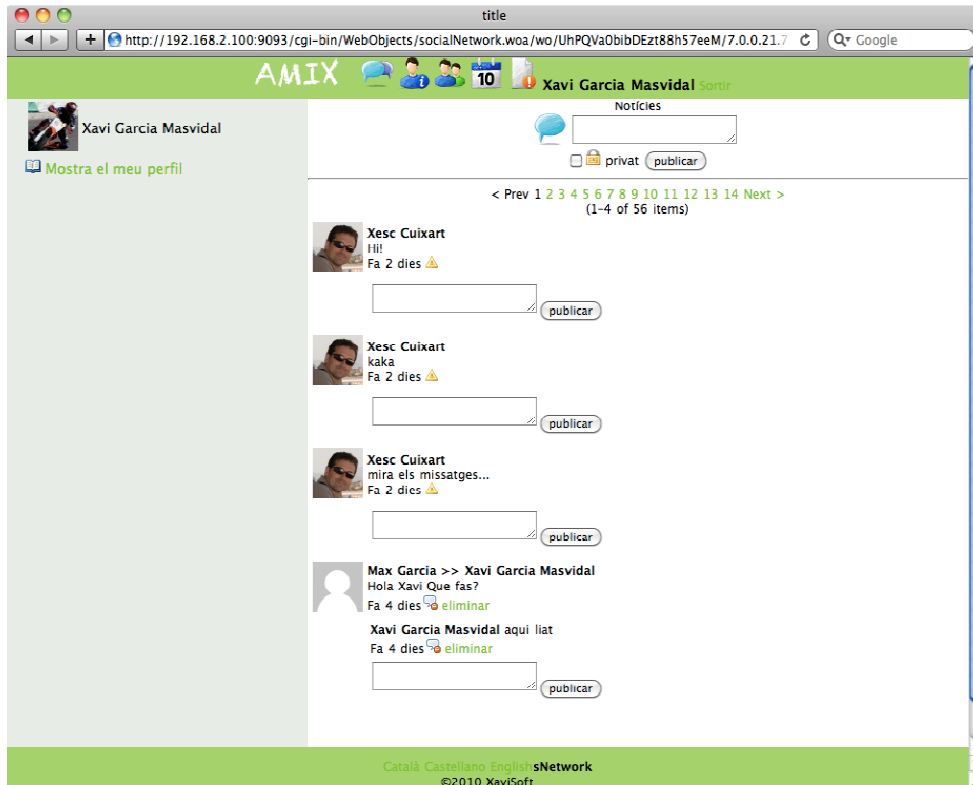 title
http://192.168.2.100:9093/cgi-bin/WebObjects/socialNetwork.woa/wo/UhPQVa0bibDEzt88h57eeM/7.0.0.21.7
Google
AMIX 10 Xavi Garcia Masvidal Sortir
Xavi Garcia Masvidal
Mostra el meu perfil
Notícies
privat publicar
< Prev 1 2 3 4 5 6 7 8 9 10 11 12 13 14 Next >
(1-4 of 56 items)
Xesc Cuixart
Hi!
Fa 2 dies
publicar
Xesc Cuixart
kaka
Fa 2 dies
publicar
Xesc Cuixart
mira els missatges...
Fa 2 dies
publicar
Max Garcia >> Xavi Garcia Masvidal
Hola Xavi Que fas?
Fa 4 dies eliminar
Xavi Garcia Masvidal aqui liat
Fa 4 dies eliminar
publicar
Català Castellano English sNetwork
©2010 XaviSoft